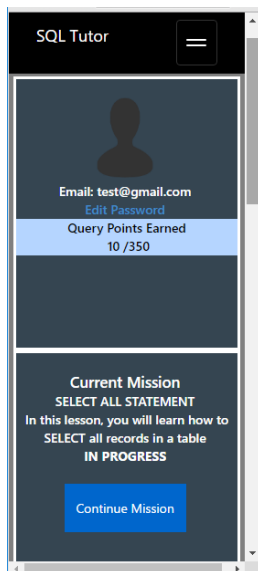 SQL Tutor
Email: test@gmail.com
Edit Password
Query Points Earned
10 /350
Current Mission
SELECT ALL STATEMENT
In this lesson, you will learn how to
SELECT all records in a table
IN PROGRESS
Continue Mission